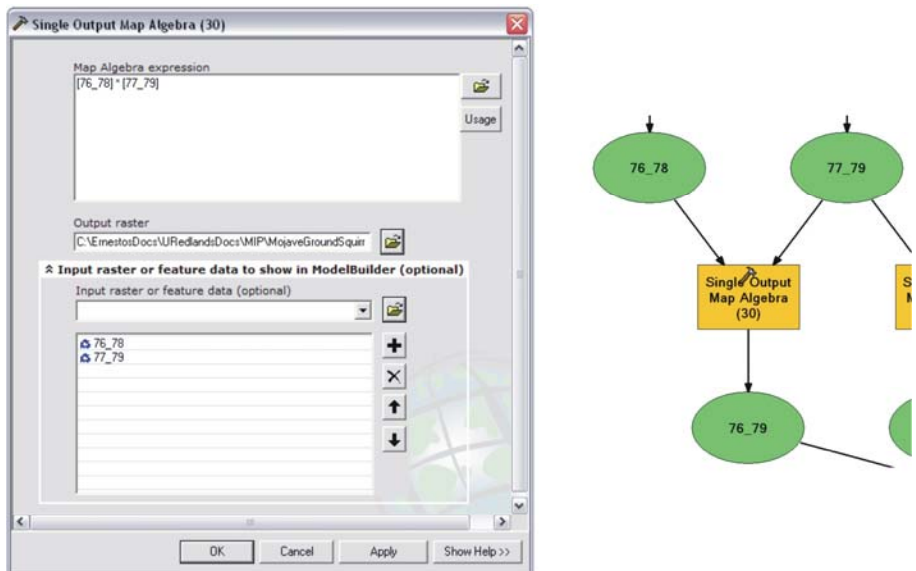 Single Output Map Algebra (30)
Map Algebra expression
[76_78] * [77_79]
Usage
Output raster
C:\ErnestosDocs\URedlandsDocs\MIP\MojaveGroundSquirr
Input raster or feature data to show in ModelBuilder (optional)
Input raster or feature data (optional)
76_78
77_79
OK
Cancel
Apply
Show Help >>
76_78
77_79
Single Output
Map Algebra
(30)
S
M
76_79